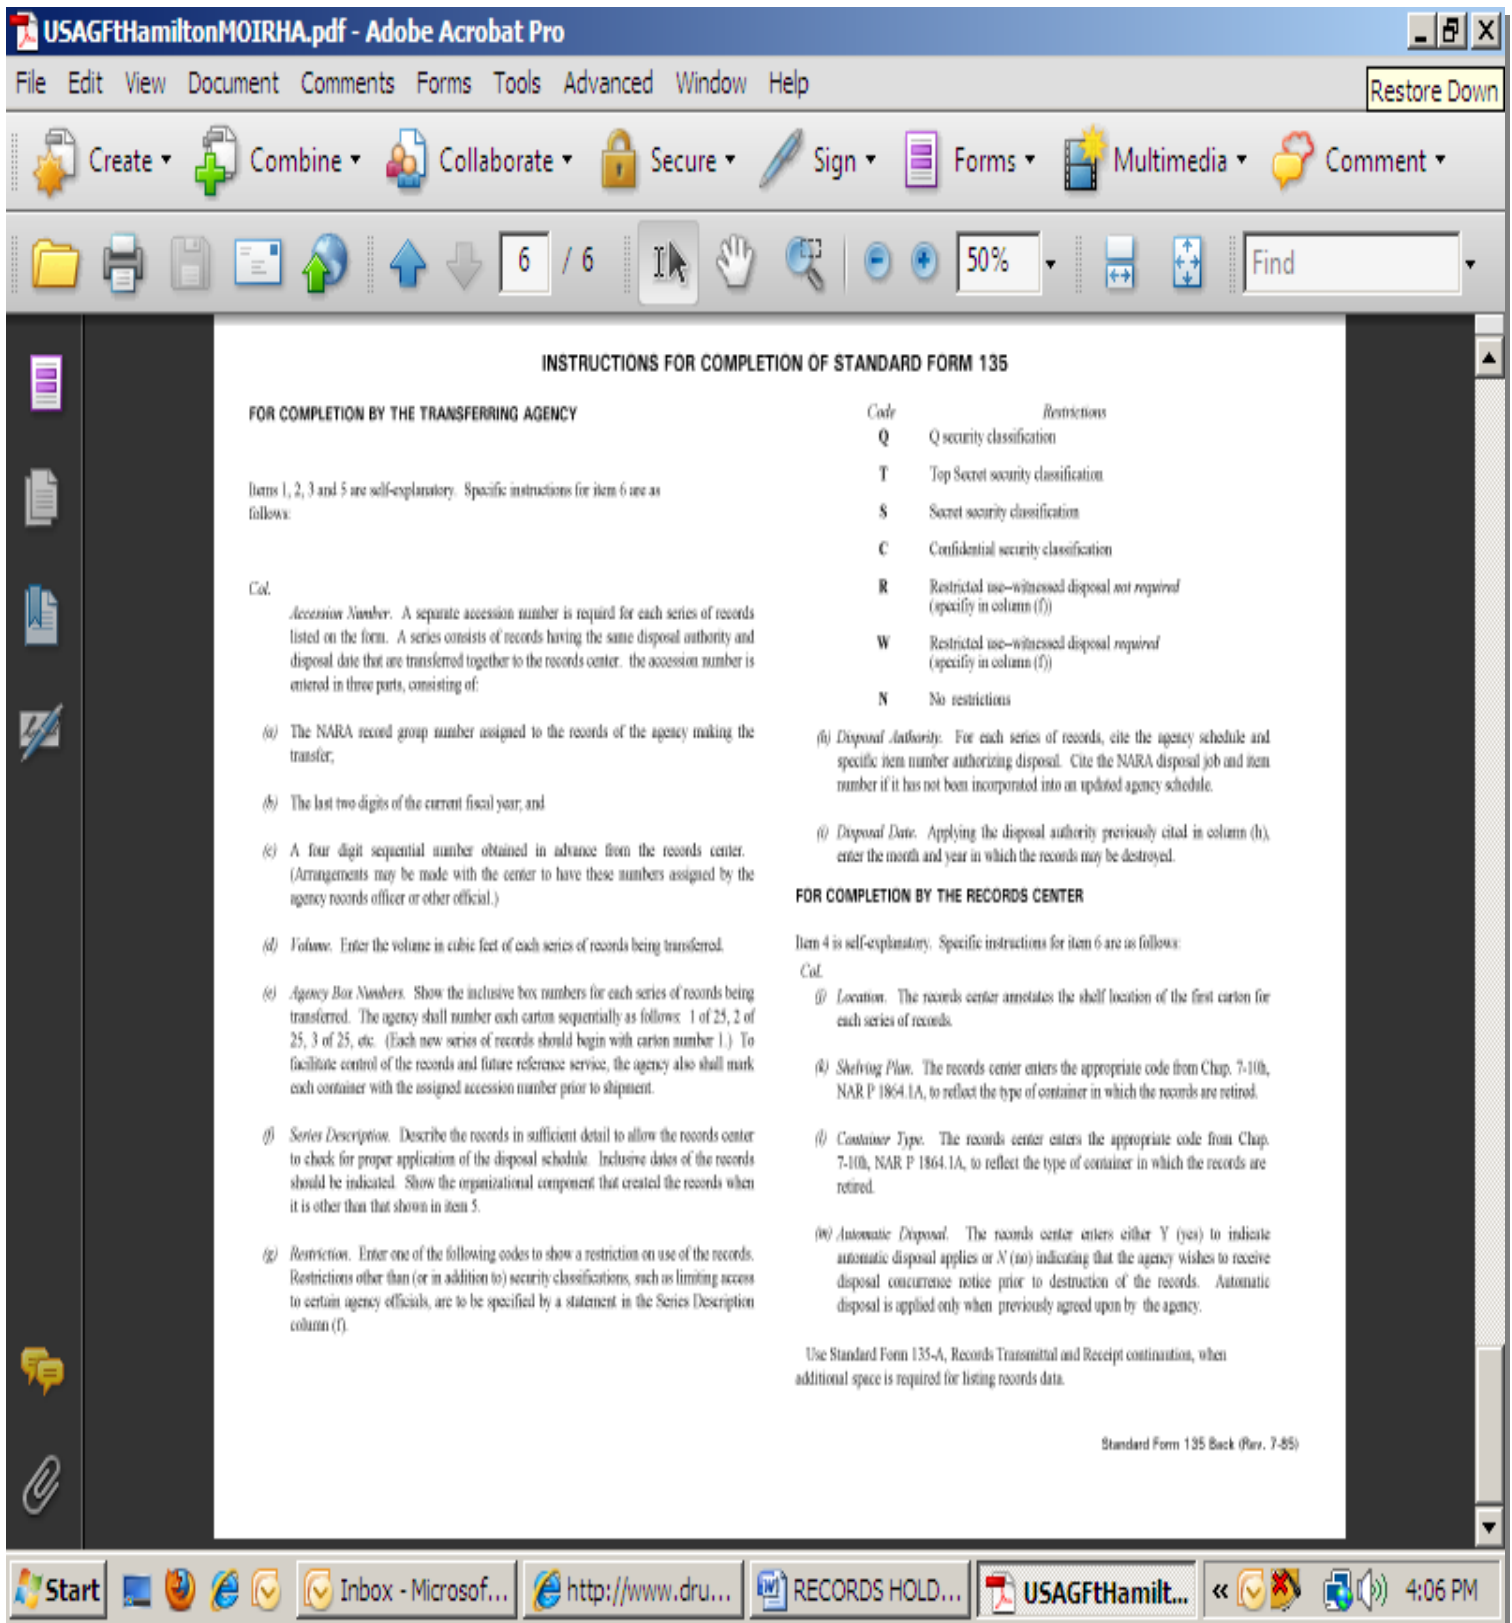 USAGFtHamiltonMOIRHA.pdf - Adobe Acrobat Pro
File Edit View Document Comments Forms Tools Advanced Window Help
Restore Down
Create Combine Collaborate Secure Sign Forms Multimedia Comment
6 / 6 50% Find
INSTRUCTIONS FOR COMPLETION OF STANDARD FORM 135
FOR COMPLETION BY THE TRANSFERRING AGENCY
Items 1, 2, 3 and 5 are self-explanatory. Specific instructions for item 6 are as
follows:
Col.
Accession Number. A separate accession number is requird for each series of records
listed on the form. A series consists of records having the same disposal authority and
disposal date that are transferred together to the records center. the accession number is
entered in three parts, consisting of:
(a) The NARA record group number assigned to the records of the agency making the
transfer;
(b) The last two digits of the current fiscal year; and
(c) A four digit sequential number obtained in advance from the records center.
(Arrangements may be made with the center to have these numbers assigned by the
agency records officer or other official.)
(d) Volume. Enter the volume in cubic feet of each series of records being transferred.
(e) Agency Box Numbers. Show the inclusive box numbers for each series of records being
transferred. The agency shall number each carton sequentially as follows: 1 of 25, 2 of
25, 3 of 25, etc. (Each new series of records should begin with carton number 1.) To
facilitate control of the records and future reference service, the agency also shall mark
each container with the assigned accession number prior to shipment.
(f) Series Description. Describe the records in sufficient detail to allow the records center
to check for proper application of the disposal schedule. Inclusive dates of the records
should be indicated. Show the organizational component that created the records when
it is other than that shown in item 5.
(g) Restriction. Enter one of the following codes to show a restriction on use of the records.
Restrictions other than (or in addition to) security classifications, such as limiting access
to certain agency officials, are to be specified by a statement in the Series Description
column (f).
Code Restrictions
Q Q security classification
T Top Secret security classification
S Secret security classification
C Confidential security classification
R Restricted use--witnessed disposal not required
(specifiy in column (f))
W Restricted use--witnessed disposal required
(specifiy in column (f))
N No restrictions
(h) Disposal Authority. For each series of records, cite the agency schedule and
specific item number authorizing disposal. Cite the NARA disposal job and item
number if it has not been incorporated into an updated agency schedule.
(i) Disposal Date. Applying the disposal authority previously cited in column (h),
enter the month and year in which the records may be destroyed.
FOR COMPLETION BY THE RECORDS CENTER
Item 4 is self-explanatory. Specific instructions for item 6 are as follows:
Col.
(j) Location. The records center annotates the shelf location of the first carton for
each series of records.
(k) Shelving Plan. The records center enters the appropriate code from Chap. 7-10h,
NAR P 1864.1A, to reflect the type of container in which the records are retired.
(l) Container Type. The records center enters the appropriate code from Chap.
7-10h, NAR P 1864.1A, to reflect the type of container in which the records are
retired.
(m) Automatic Disposal. The records center enters either Y (yes) to indicate
automatic disposal applies or N (no) indicating that the agency wishes to receive
disposal concurrence notice prior to destruction of the records. Automatic
disposal is applied only when previously agreed upon by the agency.
Use Standard Form 135-A, Records Transmittal and Receipt continaution, when
additional space is required for listing records data.
Standard Form 135 Back (Rev. 7-85)
Start Inbox - Microsof... http://www.dru... RECORDS HOLD... USAGFtHamilt... 4:06 PM